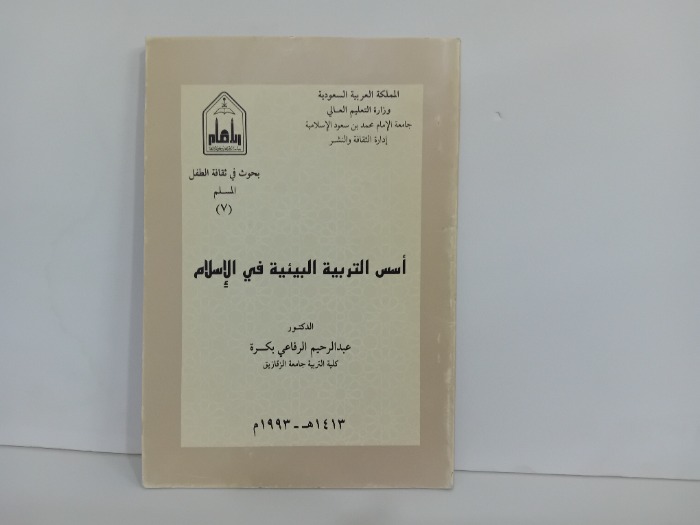 المملكة العربية السعودية
وزارة التعليم العالي
جامعة الإمام محمد بن سعود الإسلامية
إدارة الثقافة والنشر
بحوث في ثقافة الطفل
المسلم
(٧)
أسس التربية البيئية في الإسلام
الدكتور
عبدالرحيم الرفاعي بكرة
كلية التربية جامعة الزقازيق
١٤١٣هـ - ١٩٩٣م